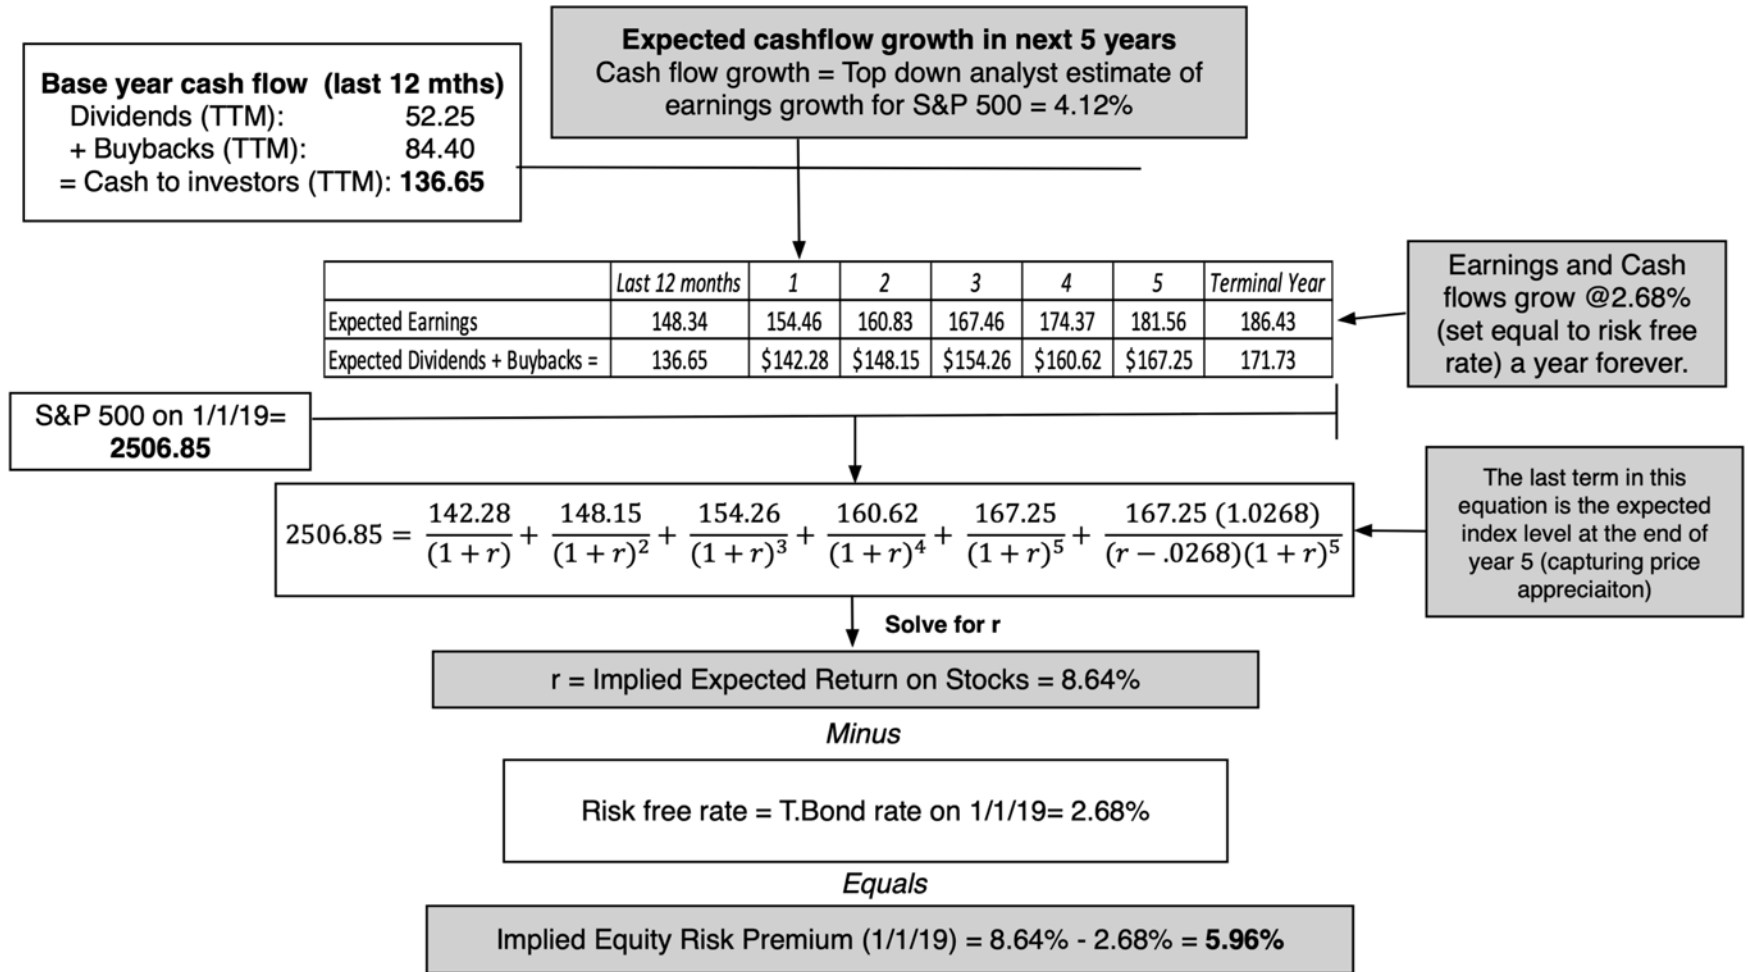 Expected cashflow growth in next 5 years
Cash flow growth = Top down analyst estimate of
earnings growth for S&P 500 = 4.12%
Base year cash flow (last 12 mths)
Dividends (TTM): 52.25
+ Buybacks (TTM): 84.40
= Cash to investors (TTM): 136.65
Last 12 months 1 2 3 4 5 Terminal Year
Expected Earnings 148.34 154.46 160.83 167.46 174.37 181.56 186.43
Expected Dividends + Buybacks = 136.65 $142.28 $148.15 $154.26 $160.62 $167.25 171.73
Earnings and Cash
flows grow @2.68%
(set equal to risk free
rate) a year forever.
S&P 500 on 1/1/19=
2506.85
2506.85 = 142.28/(1 + r) + 148.15/(1 + r)² + 154.26/(1 + r)³ + 160.62/(1 + r)⁴ + 167.25/(1 + r)⁵ + 167.25 (1.0268)/(r − .0268)(1 + r)⁵
The last term in this
equation is the expected
index level at the end of
year 5 (capturing price
appreciaiton)
Solve for r
r = Implied Expected Return on Stocks = 8.64%
Minus
Risk free rate = T.Bond rate on 1/1/19= 2.68%
Equals
Implied Equity Risk Premium (1/1/19) = 8.64% - 2.68% = 5.96%